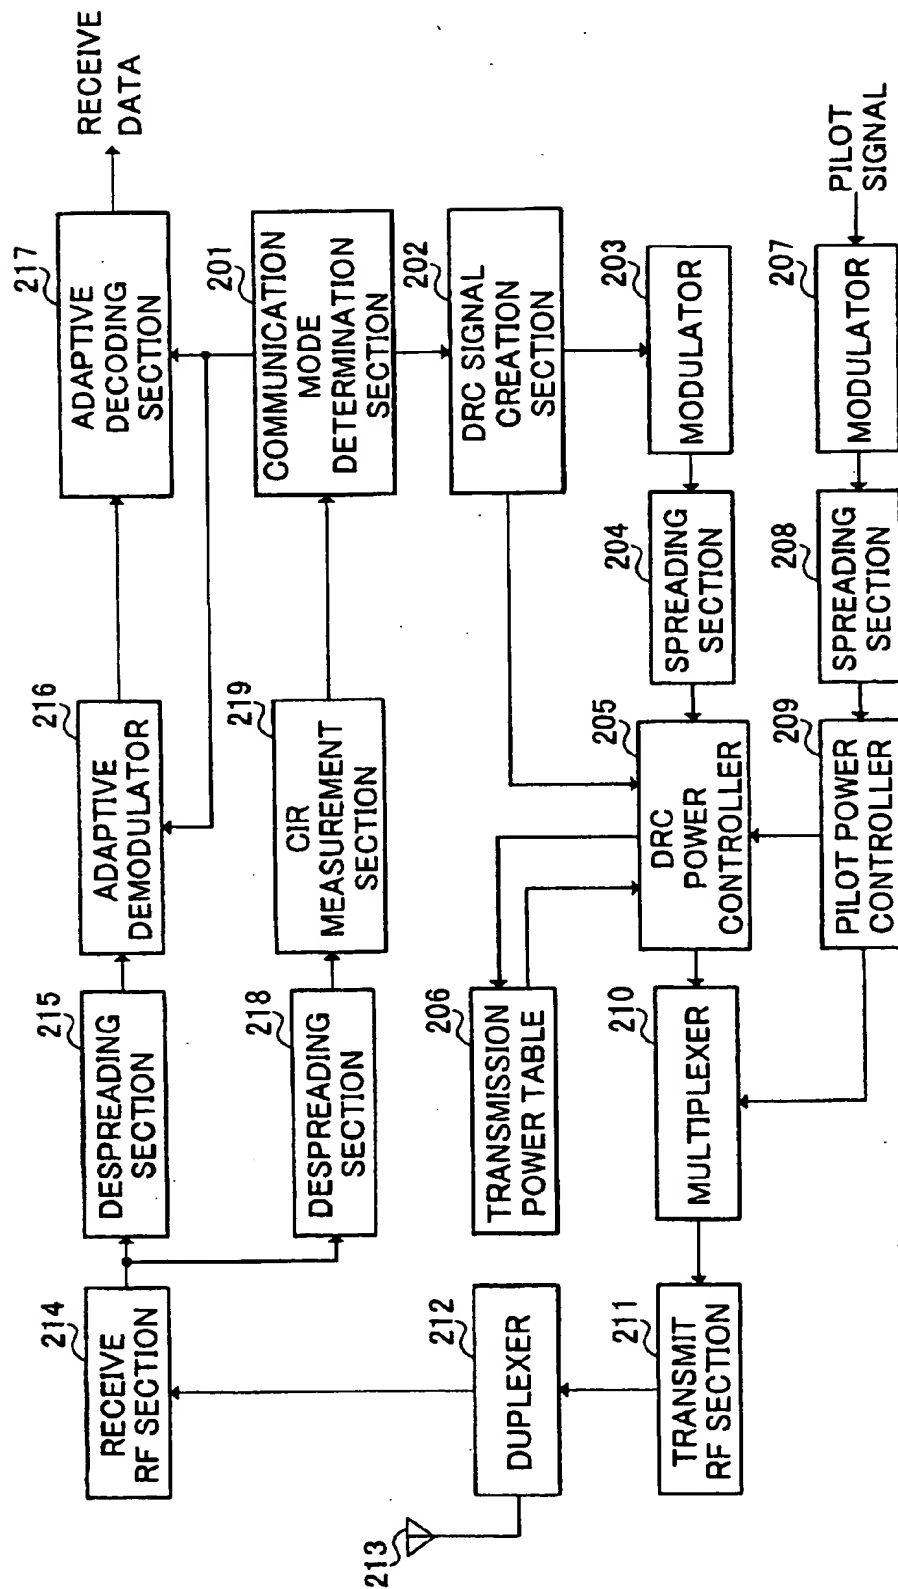 213
214
RECEIVE
RF SECTION
215
DESPREADING
SECTION
216
ADAPTIVE
DEMODULATOR
217
ADAPTIVE
DECODING
SECTION
RECEIVE
DATA
218
DESPREADING
SECTION
219
CIR
MEASUREMENT
SECTION
201
COMMUNICATION
MODE
DETERMINATION
SECTION
212
DUPLEXER
206
TRANSMISSION
POWER TABLE
202
DRC SIGNAL
CREATION
SECTION
211
TRANSMIT
RF SECTION
210
MULTIPLEXER
205
DRC
POWER
CONTROLLER
204
SPREADING
SECTION
203
MODULATOR
209
PILOT POWER
CONTROLLER
208
SPREADING
SECTION
207
MODULATOR
PILOT
SIGNAL